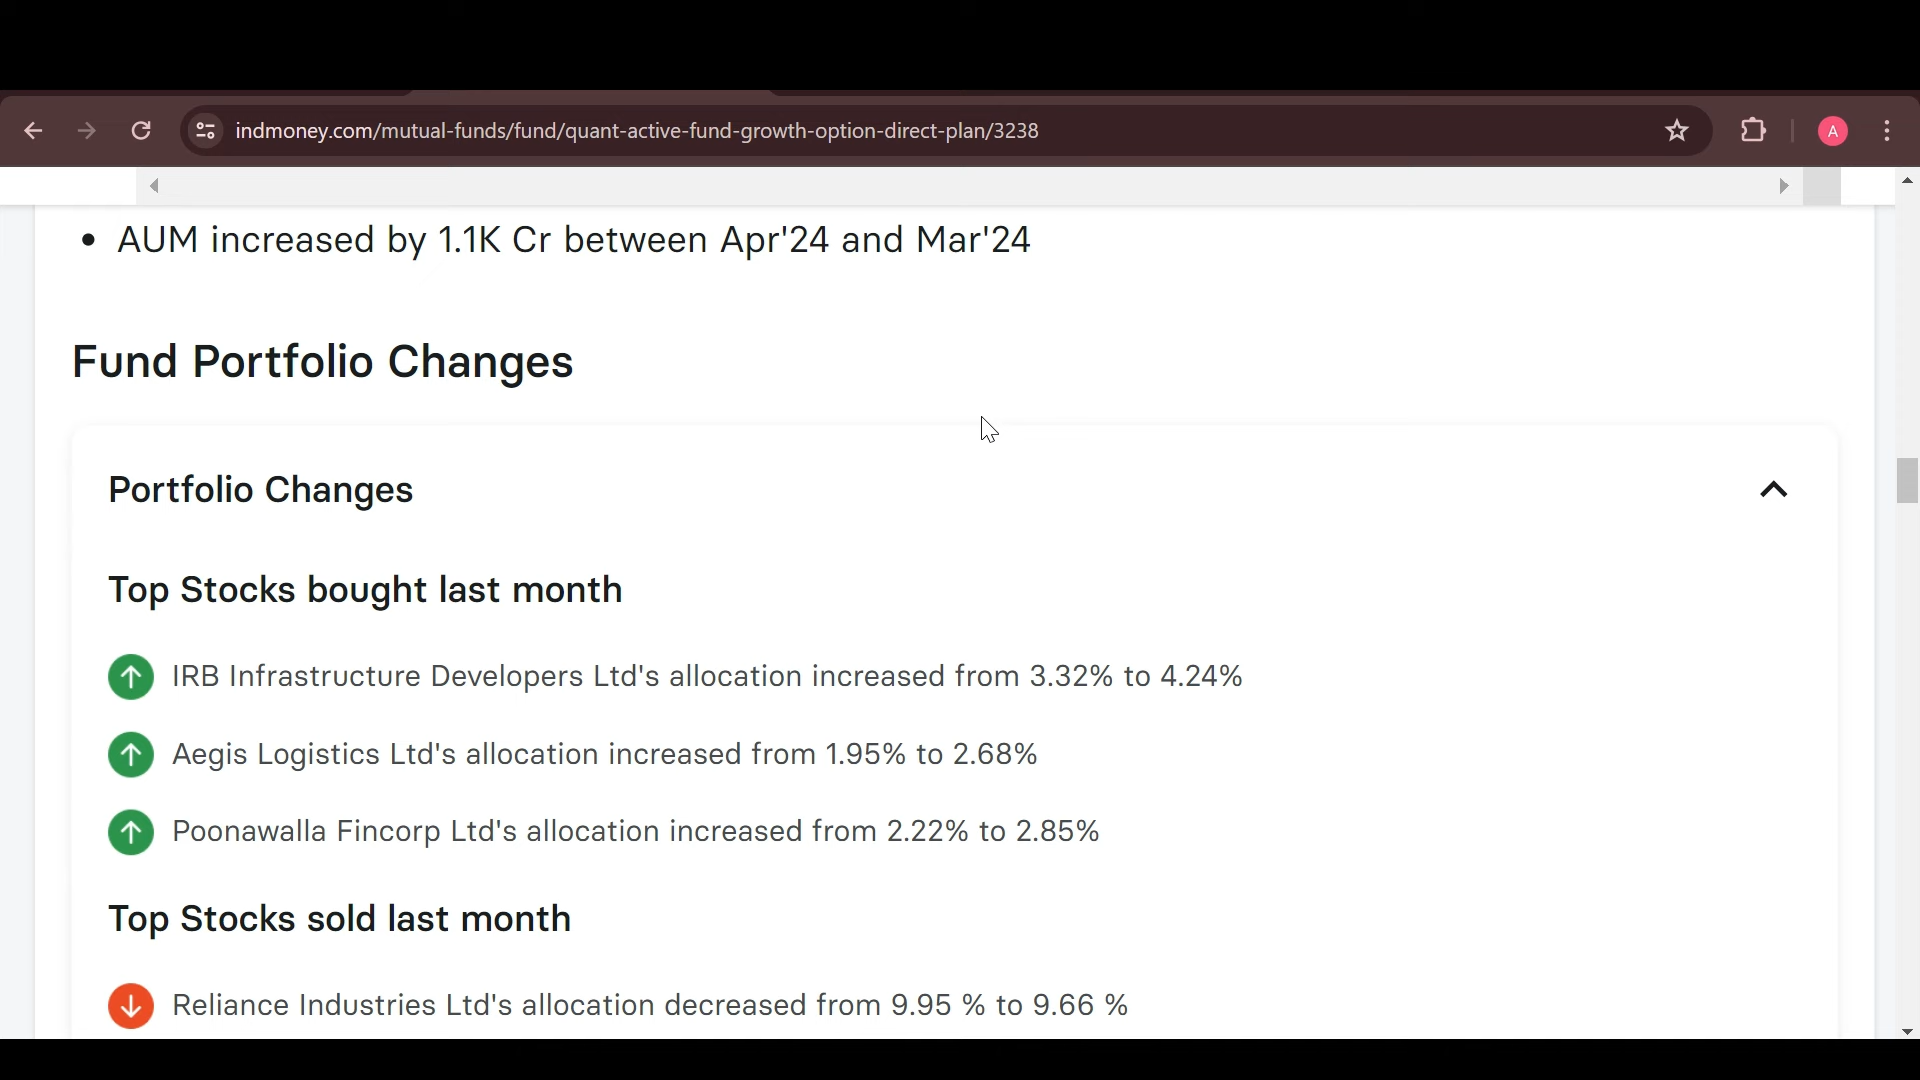 indmoney.com/mutual-funds/fund/quant-active-fund-growth-option-direct-plan/3238
A
• AUM increased by 1.1K Cr between Apr'24 and Mar'24
Fund Portfolio Changes
Portfolio Changes
Top Stocks bought last month
IRB Infrastructure Developers Ltd's allocation increased from 3.32% to 4.24%
Aegis Logistics Ltd's allocation increased from 1.95% to 2.68%
Poonawalla Fincorp Ltd's allocation increased from 2.22% to 2.85%
Top Stocks sold last month
Reliance Industries Ltd's allocation decreased from 9.95 % to 9.66 %